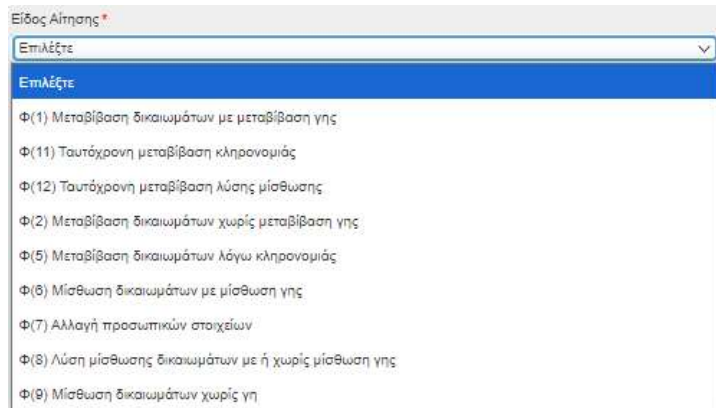 Είδος Αίτησης *
Επιλέξτε
Επιλέξτε
Φ(1) Μεταβίβαση δικαιωμάτων με μεταβίβαση γης
Φ(11) Ταυτόχρονη μεταβίβαση κληρονομιάς
Φ(12) Ταυτόχρονη μεταβίβαση λύσης μίσθωσης
Φ(2) Μεταβίβαση δικαιωμάτων χωρίς μεταβίβαση γης
Φ(5) Μεταβίβαση δικαιωμάτων λόγω κληρονομιάς
Φ(6) Μίσθωση δικαιωμάτων με μίσθωση γης
Φ(7) Αλλαγή προσωπικών στοιχείων
Φ(8) Λύση μίσθωσης δικαιωμάτων με ή χωρίς μίσθωση γης
Φ(9) Μίσθωση δικαιωμάτων χωρίς γη